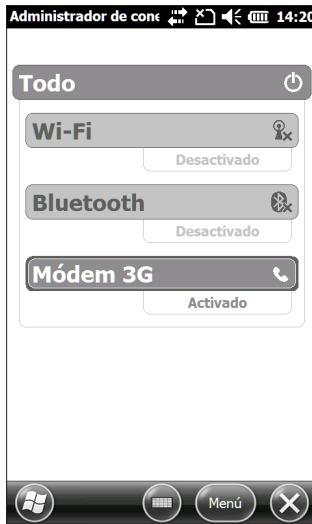 Administrador de cone 14:20
Todo
Wi-Fi
Desactivado
Bluetooth
Desactivado
Módem 3G
Activado
Menú